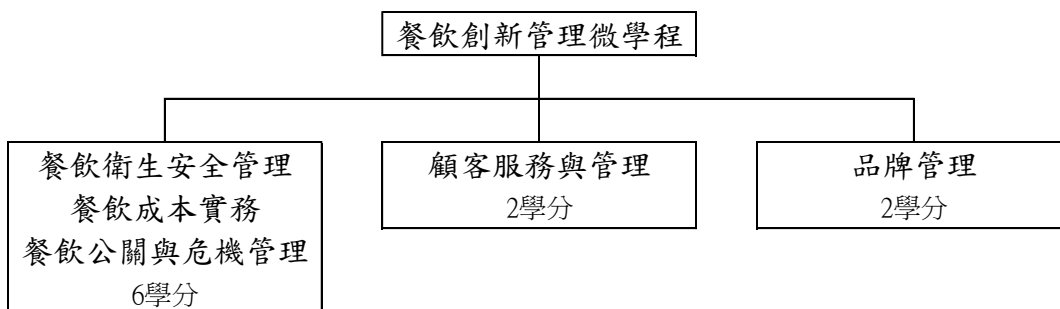 餐飲創新管理微學程
餐飲衛生安全管理
餐飲成本實務
餐飲公關與危機管理
6學分
顧客服務與管理
2學分
品牌管理
2學分